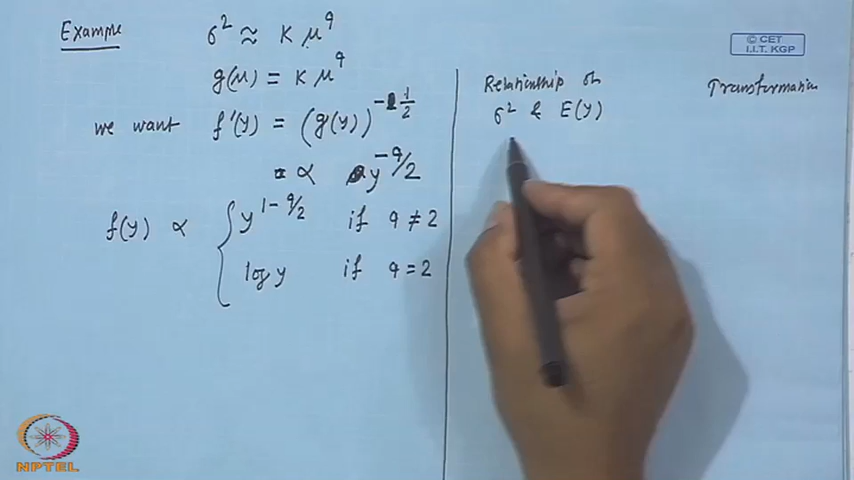 Example
σ² ≈ K μ^q
g(μ) = K μ^q
we want f'(y) = (g(y))^-1/2
∝ y^-q/2
f(y) ∝ { y^1-q/2 if q ≠ 2
log y if q = 2
Relationship of
σ² & E(y)
Transformation
© CET
I.I.T. KGP
NPTEL